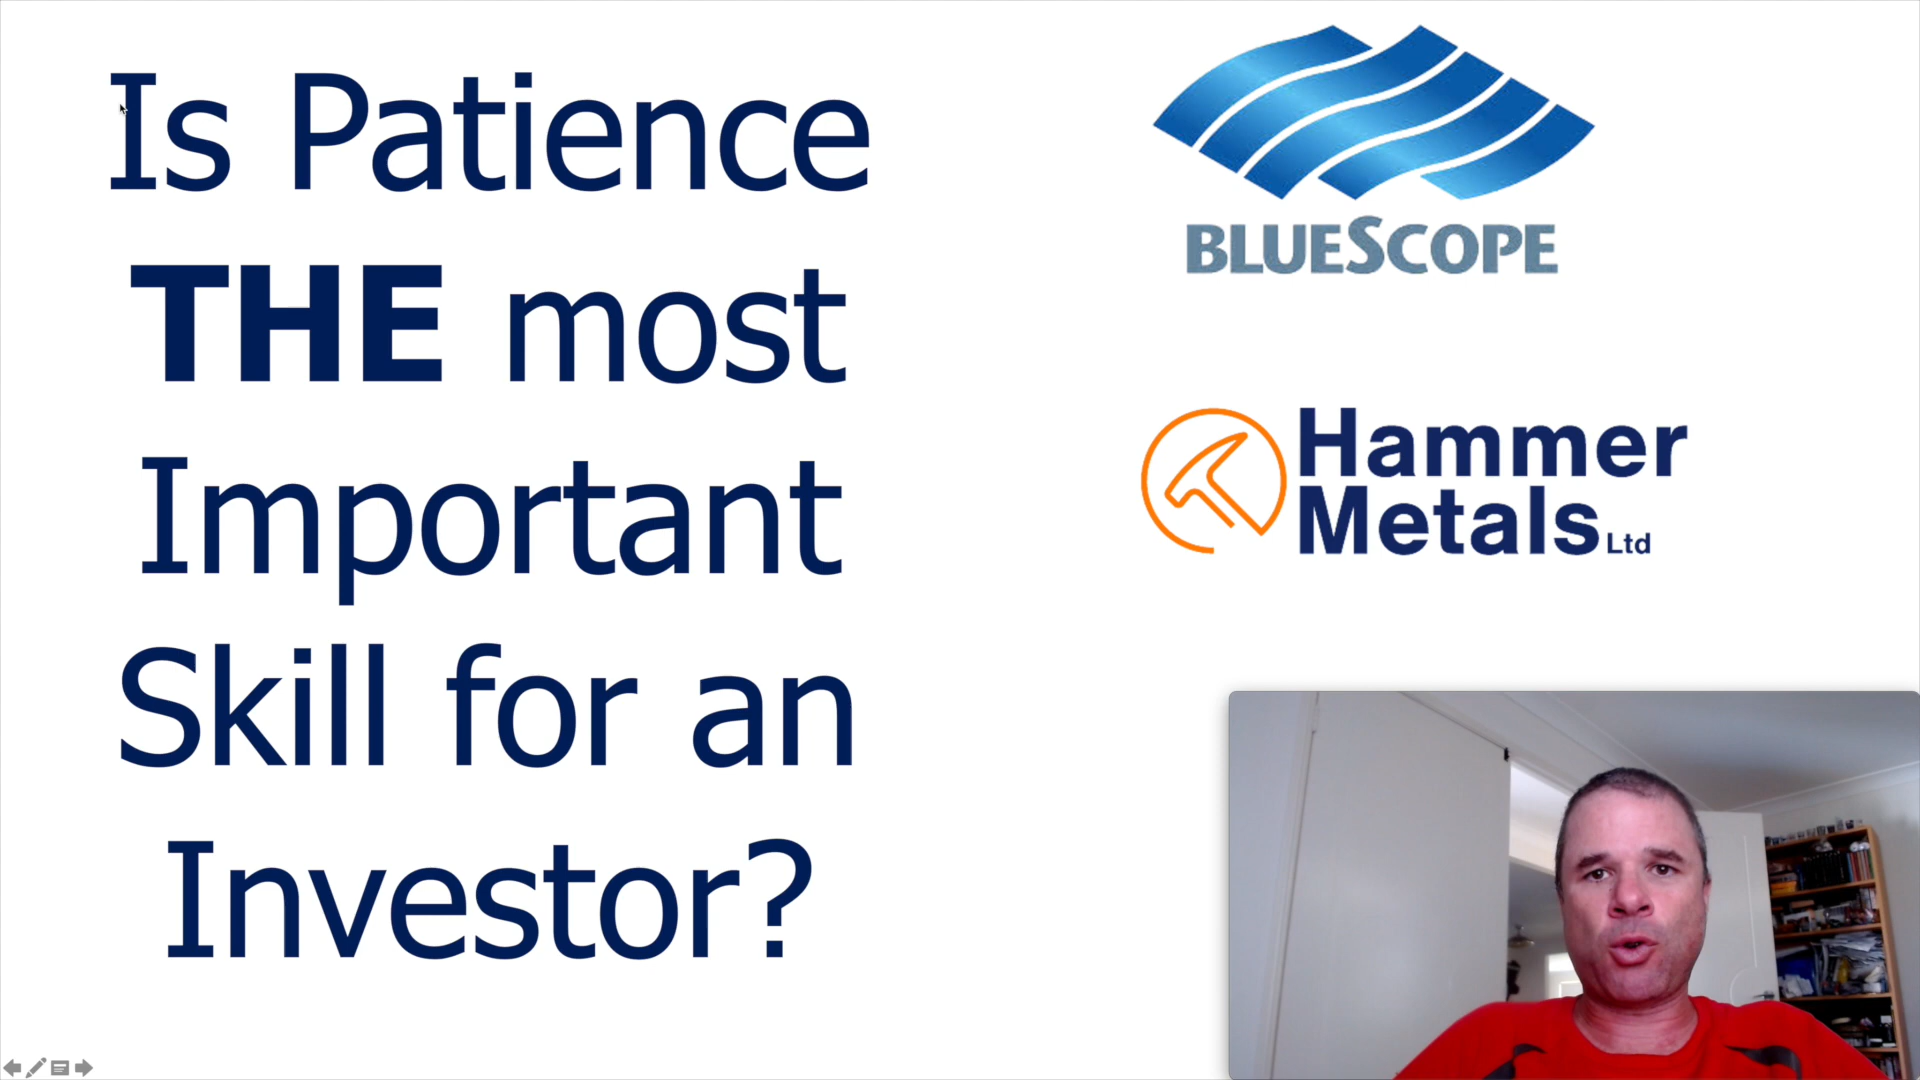 Is Patience
THE most
Important
Skill for an
Investor?
BLUESCOPE
Hammer
Metals Ltd